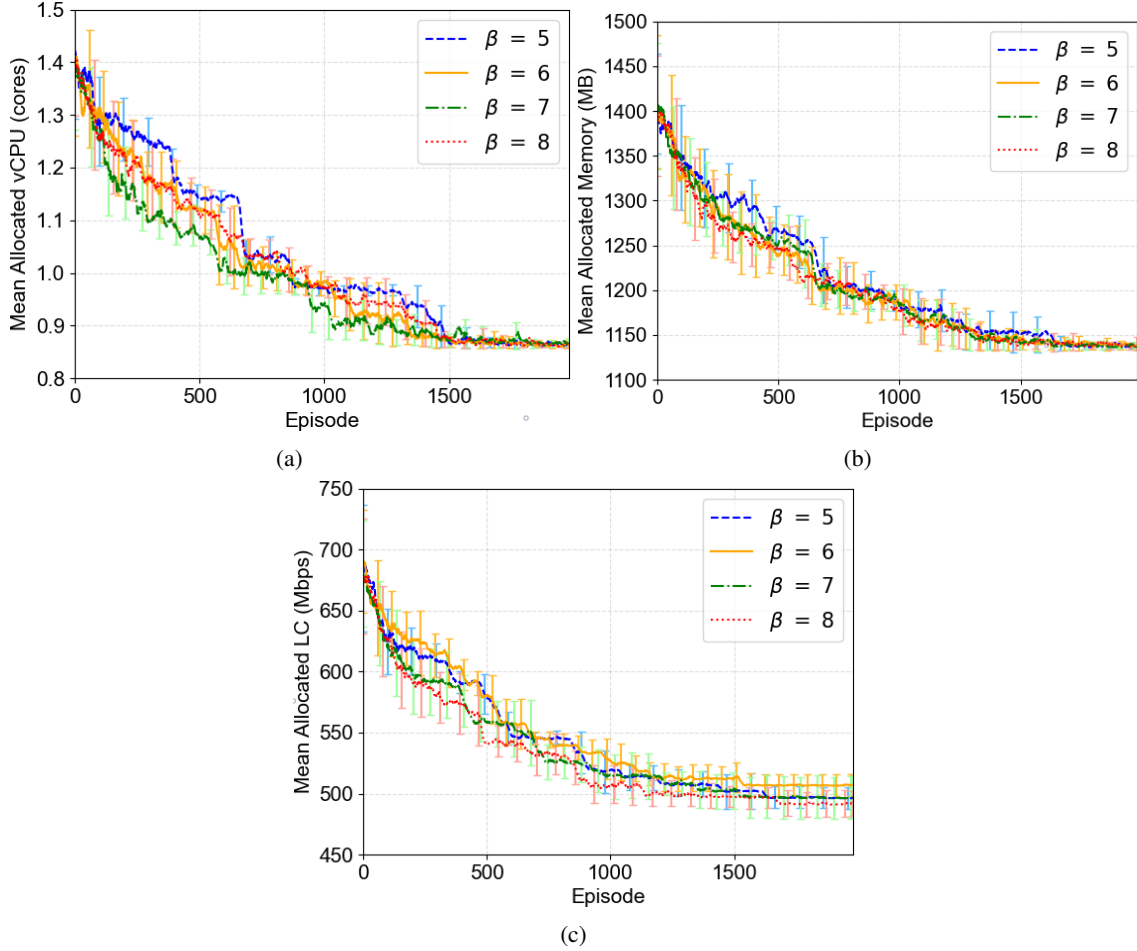 1.5
1.4
1.3
1.2
1.1
1.0
0.9
0.8
Mean Allocated vCPU (cores)
β = 5
β = 6
β = 7
β = 8
0 500 1000 1500
Episode
(a)
1500
1450
1400
1350
1300
1250
1200
1150
1100
Mean Allocated Memory (MB)
β = 5
β = 6
β = 7
β = 8
0 500 1000 1500
Episode
(b)
750
700
650
600
550
500
450
Mean Allocated LC (Mbps)
β = 5
β = 6
β = 7
β = 8
0 500 1000 1500
Episode
(c)